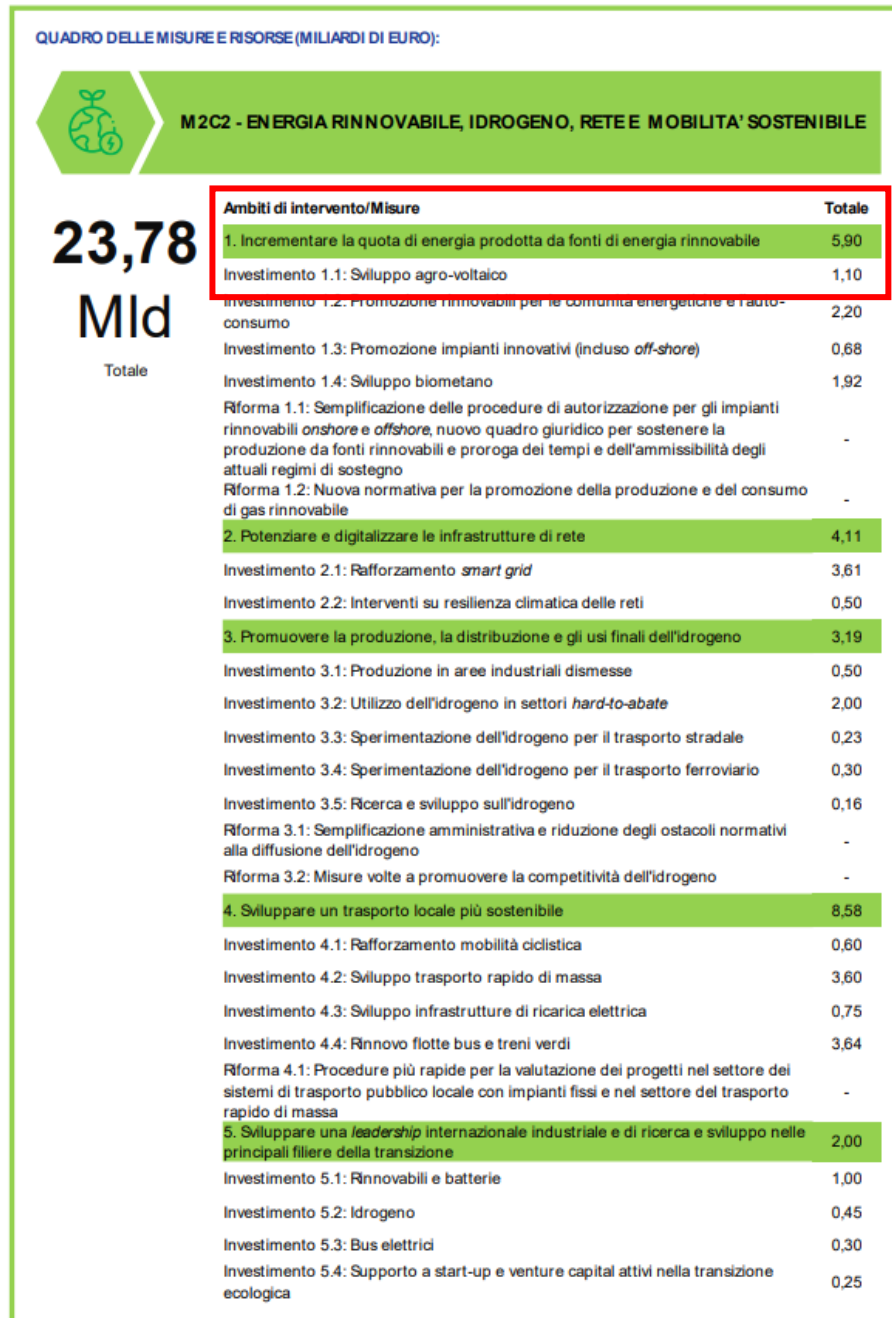 QUADRO DELLE MISURE E RISORSE (MILIARDI DI EURO):
M2C2 - ENERGIA RINNOVABILE, IDROGENO, RETE E MOBILITA’ SOSTENIBILE
23,78
Mld
Totale
Ambiti di intervento/Misure Totale
1. Incrementare la quota di energia prodotta da fonti di energia rinnovabile 5,90
Investimento 1.1: Sviluppo agro-voltaico 1,10
Investimento 1.2: Promozione rinnovabili per le comunità energetiche e l'auto-
consumo 2,20
Investimento 1.3: Promozione impianti innovativi (incluso off-shore) 0,68
Investimento 1.4: Sviluppo biometano 1,92
Riforma 1.1: Semplificazione delle procedure di autorizzazione per gli impianti
rinnovabili onshore e offshore, nuovo quadro giuridico per sostenere la
produzione da fonti rinnovabili e proroga dei tempi e dell'ammissibilità degli
attuali regimi di sostegno -
Riforma 1.2: Nuova normativa per la promozione della produzione e del consumo
di gas rinnovabile -
2. Potenziare e digitalizzare le infrastrutture di rete 4,11
Investimento 2.1: Rafforzamento smart grid 3,61
Investimento 2.2: Interventi su resilienza climatica delle reti 0,50
3. Promuovere la produzione, la distribuzione e gli usi finali dell'idrogeno 3,19
Investimento 3.1: Produzione in aree industriali dismesse 0,50
Investimento 3.2: Utilizzo dell'idrogeno in settori hard-to-abate 2,00
Investimento 3.3: Sperimentazione dell'idrogeno per il trasporto stradale 0,23
Investimento 3.4: Sperimentazione dell'idrogeno per il trasporto ferroviario 0,30
Investimento 3.5: Ricerca e sviluppo sull'idrogeno 0,16
Riforma 3.1: Semplificazione amministrativa e riduzione degli ostacoli normativi
alla diffusione dell'idrogeno -
Riforma 3.2: Misure volte a promuovere la competitività dell'idrogeno -
4. Sviluppare un trasporto locale più sostenibile 8,58
Investimento 4.1: Rafforzamento mobilità ciclistica 0,60
Investimento 4.2: Sviluppo trasporto rapido di massa 3,60
Investimento 4.3: Sviluppo infrastrutture di ricarica elettrica 0,75
Investimento 4.4: Rinnovo flotte bus e treni verdi 3,64
Riforma 4.1: Procedure più rapide per la valutazione dei progetti nel settore dei
sistemi di trasporto pubblico locale con impianti fissi e nel settore del trasporto
rapido di massa -
5. Sviluppare una leadership internazionale industriale e di ricerca e sviluppo nelle
principali filiere della transizione 2,00
Investimento 5.1: Rinnovabili e batterie 1,00
Investimento 5.2: Idrogeno 0,45
Investimento 5.3: Bus elettrici 0,30
Investimento 5.4: Supporto a start-up e venture capital attivi nella transizione
ecologica 0,25